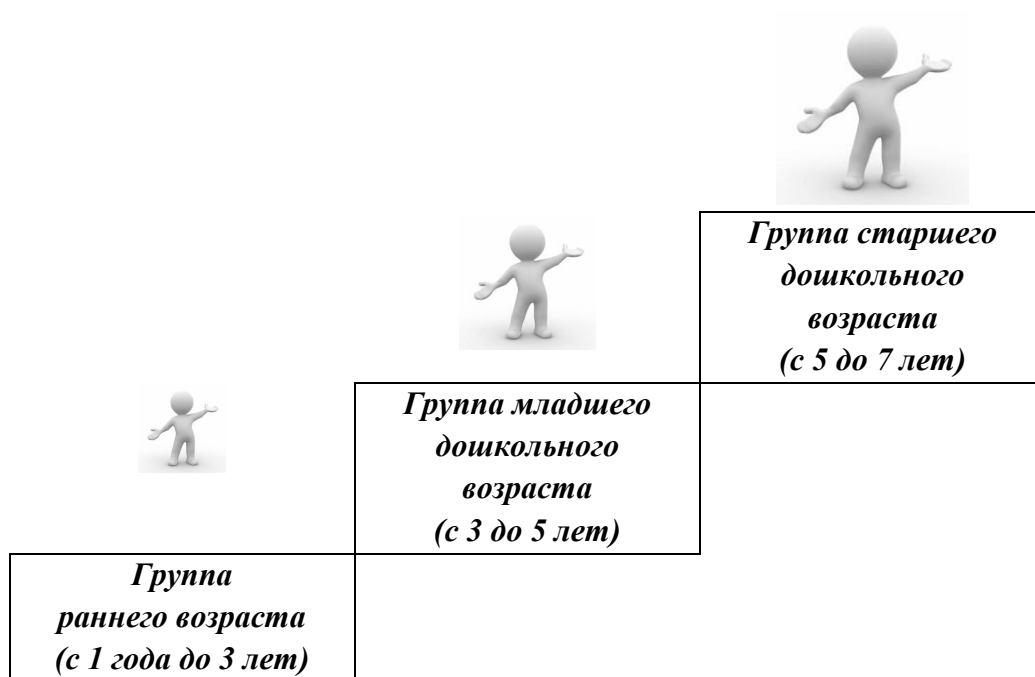 Группа старшего
дошкольного
возраста
(с 5 до 7 лет)
Группа младшего
дошкольного
возраста
(с 3 до 5 лет)
Группа
раннего возраста
(с 1 года до 3 лет)